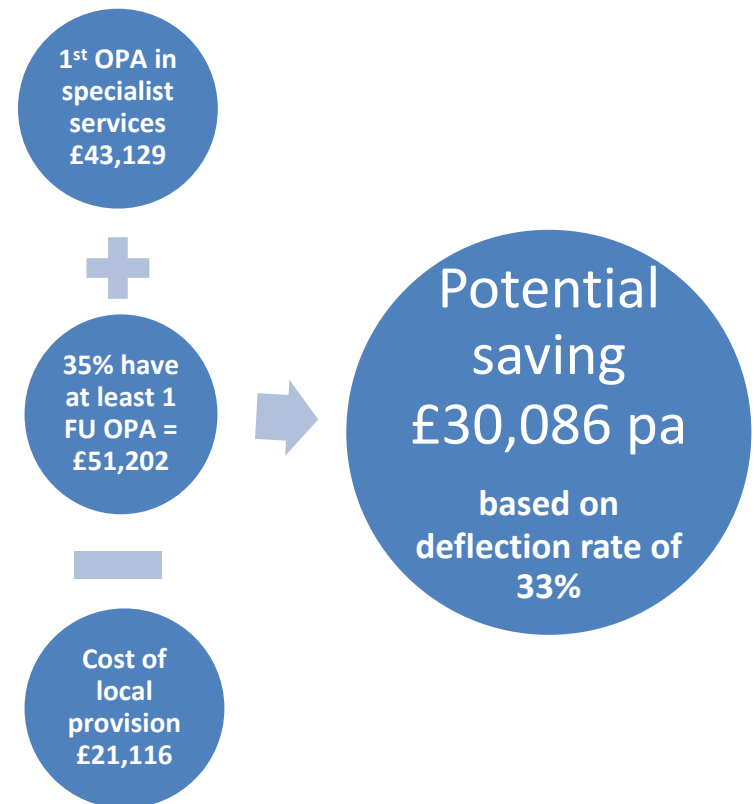 1st OPA in
specialist
services
£43,129
35% have
at least 1
FU OPA =
£51,202
Cost of
local
provision
£21,116
Potential
saving
£30,086 pa
based on
deflection rate of
33%